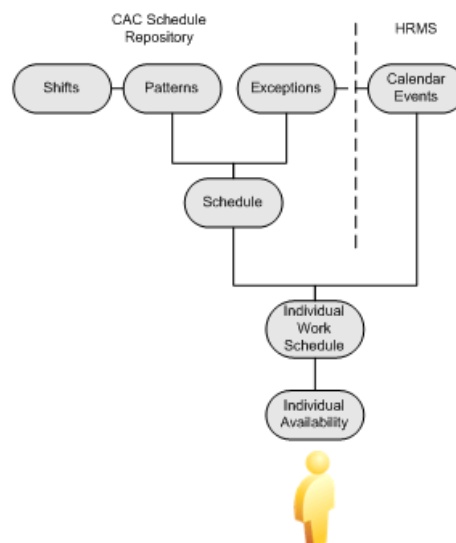 CAC Schedule
Repository
HRMS
Shifts
Patterns
Exceptions
Calendar
Events
Schedule
Individual
Work
Schedule
Individual
Availability